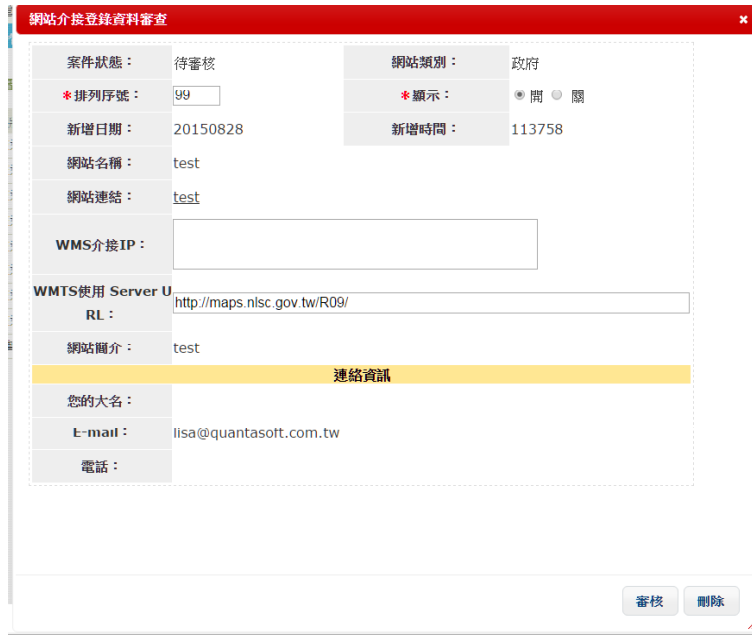 網站介接登錄資料審查
案件狀態： 待審核 網站類別： 政府
*排列序號： 99 *顯示： 開 關
新增日期： 20150828 新增時間： 113758
網站名稱： test
網站連結： test
WMS介接IP：
WMTS使用 Server U
RL： http://maps.nlsc.gov.tw/R09/
網站簡介： test
連絡資訊
您的大名：
E-mail： lisa@quantasoft.com.tw
電話：
審核 刪除